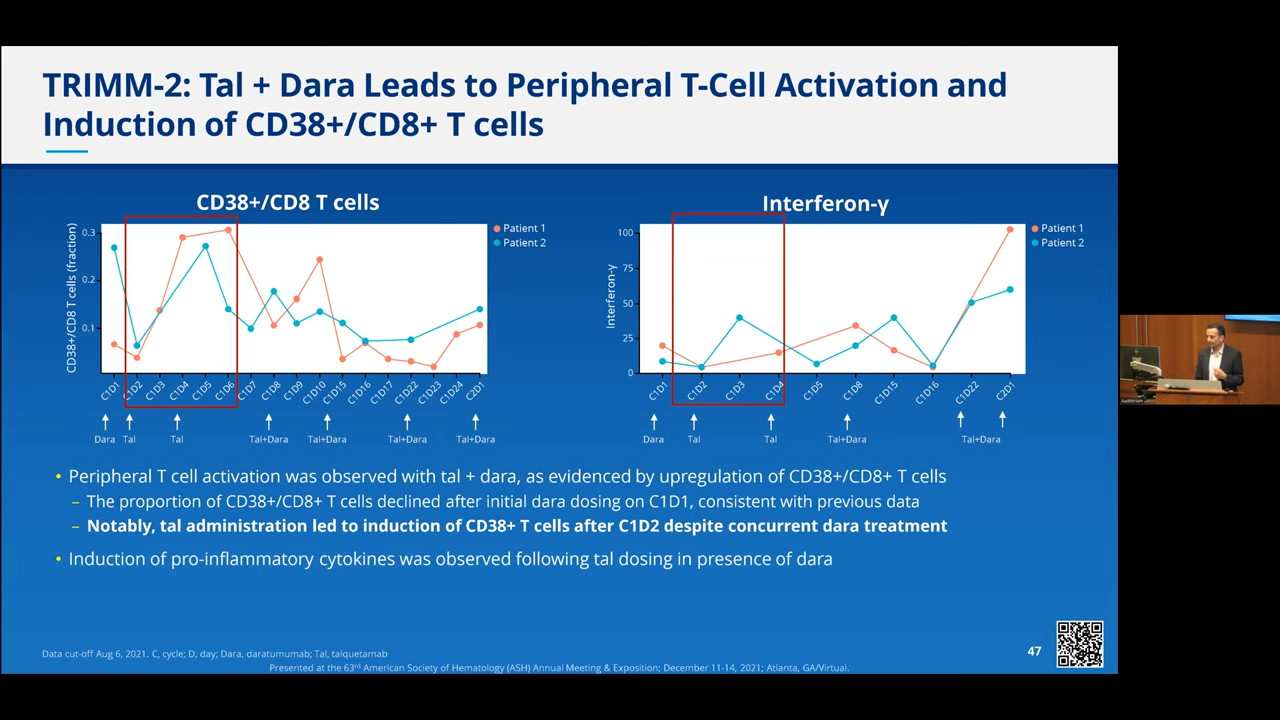 TRIMM-2: Tal + Dara Leads to Peripheral T-Cell Activation and
Induction of CD38+/CD8+ T cells
CD38+/CD8 T cells
CD38+/CD8 T cells (fraction)
0.3
0.2
0.1
Patient 1
Patient 2
C1D1
C1D2
C1D3
C1D4
C1D5
C1D6
C1D7
C1D8
C1D9
C1D10
C1D15
C1D16
C1D17
C1D22
C1D23
C1D24
C2D1
Dara
Tal
Tal
Tal+Dara
Tal+Dara
Tal+Dara
Tal+Dara
Interferon-γ
Interferon-γ
100
75
50
25
0
Patient 1
Patient 2
C1D1
C1D2
C1D3
C1D4
C1D5
C1D8
C1D15
C1D16
C1D22
C2D1
Dara
Tal
Tal
Tal+Dara
Tal+Dara
• Peripheral T cell activation was observed with tal + dara, as evidenced by upregulation of CD38+/CD8+ T cells
– The proportion of CD38+/CD8+ T cells declined after initial dara dosing on C1D1, consistent with previous data
– Notably, tal administration led to induction of CD38+ T cells after C1D2 despite concurrent dara treatment
• Induction of pro-inflammatory cytokines was observed following tal dosing in presence of dara
Data cut-off Aug 6, 2021. C, cycle; D, day; Dara, daratumumab; Tal, talquetamab
Presented at the 63rd American Society of Hematology (ASH) Annual Meeting & Exposition; December 11-14, 2021; Atlanta, GA/Virtual.
47
Auditorium